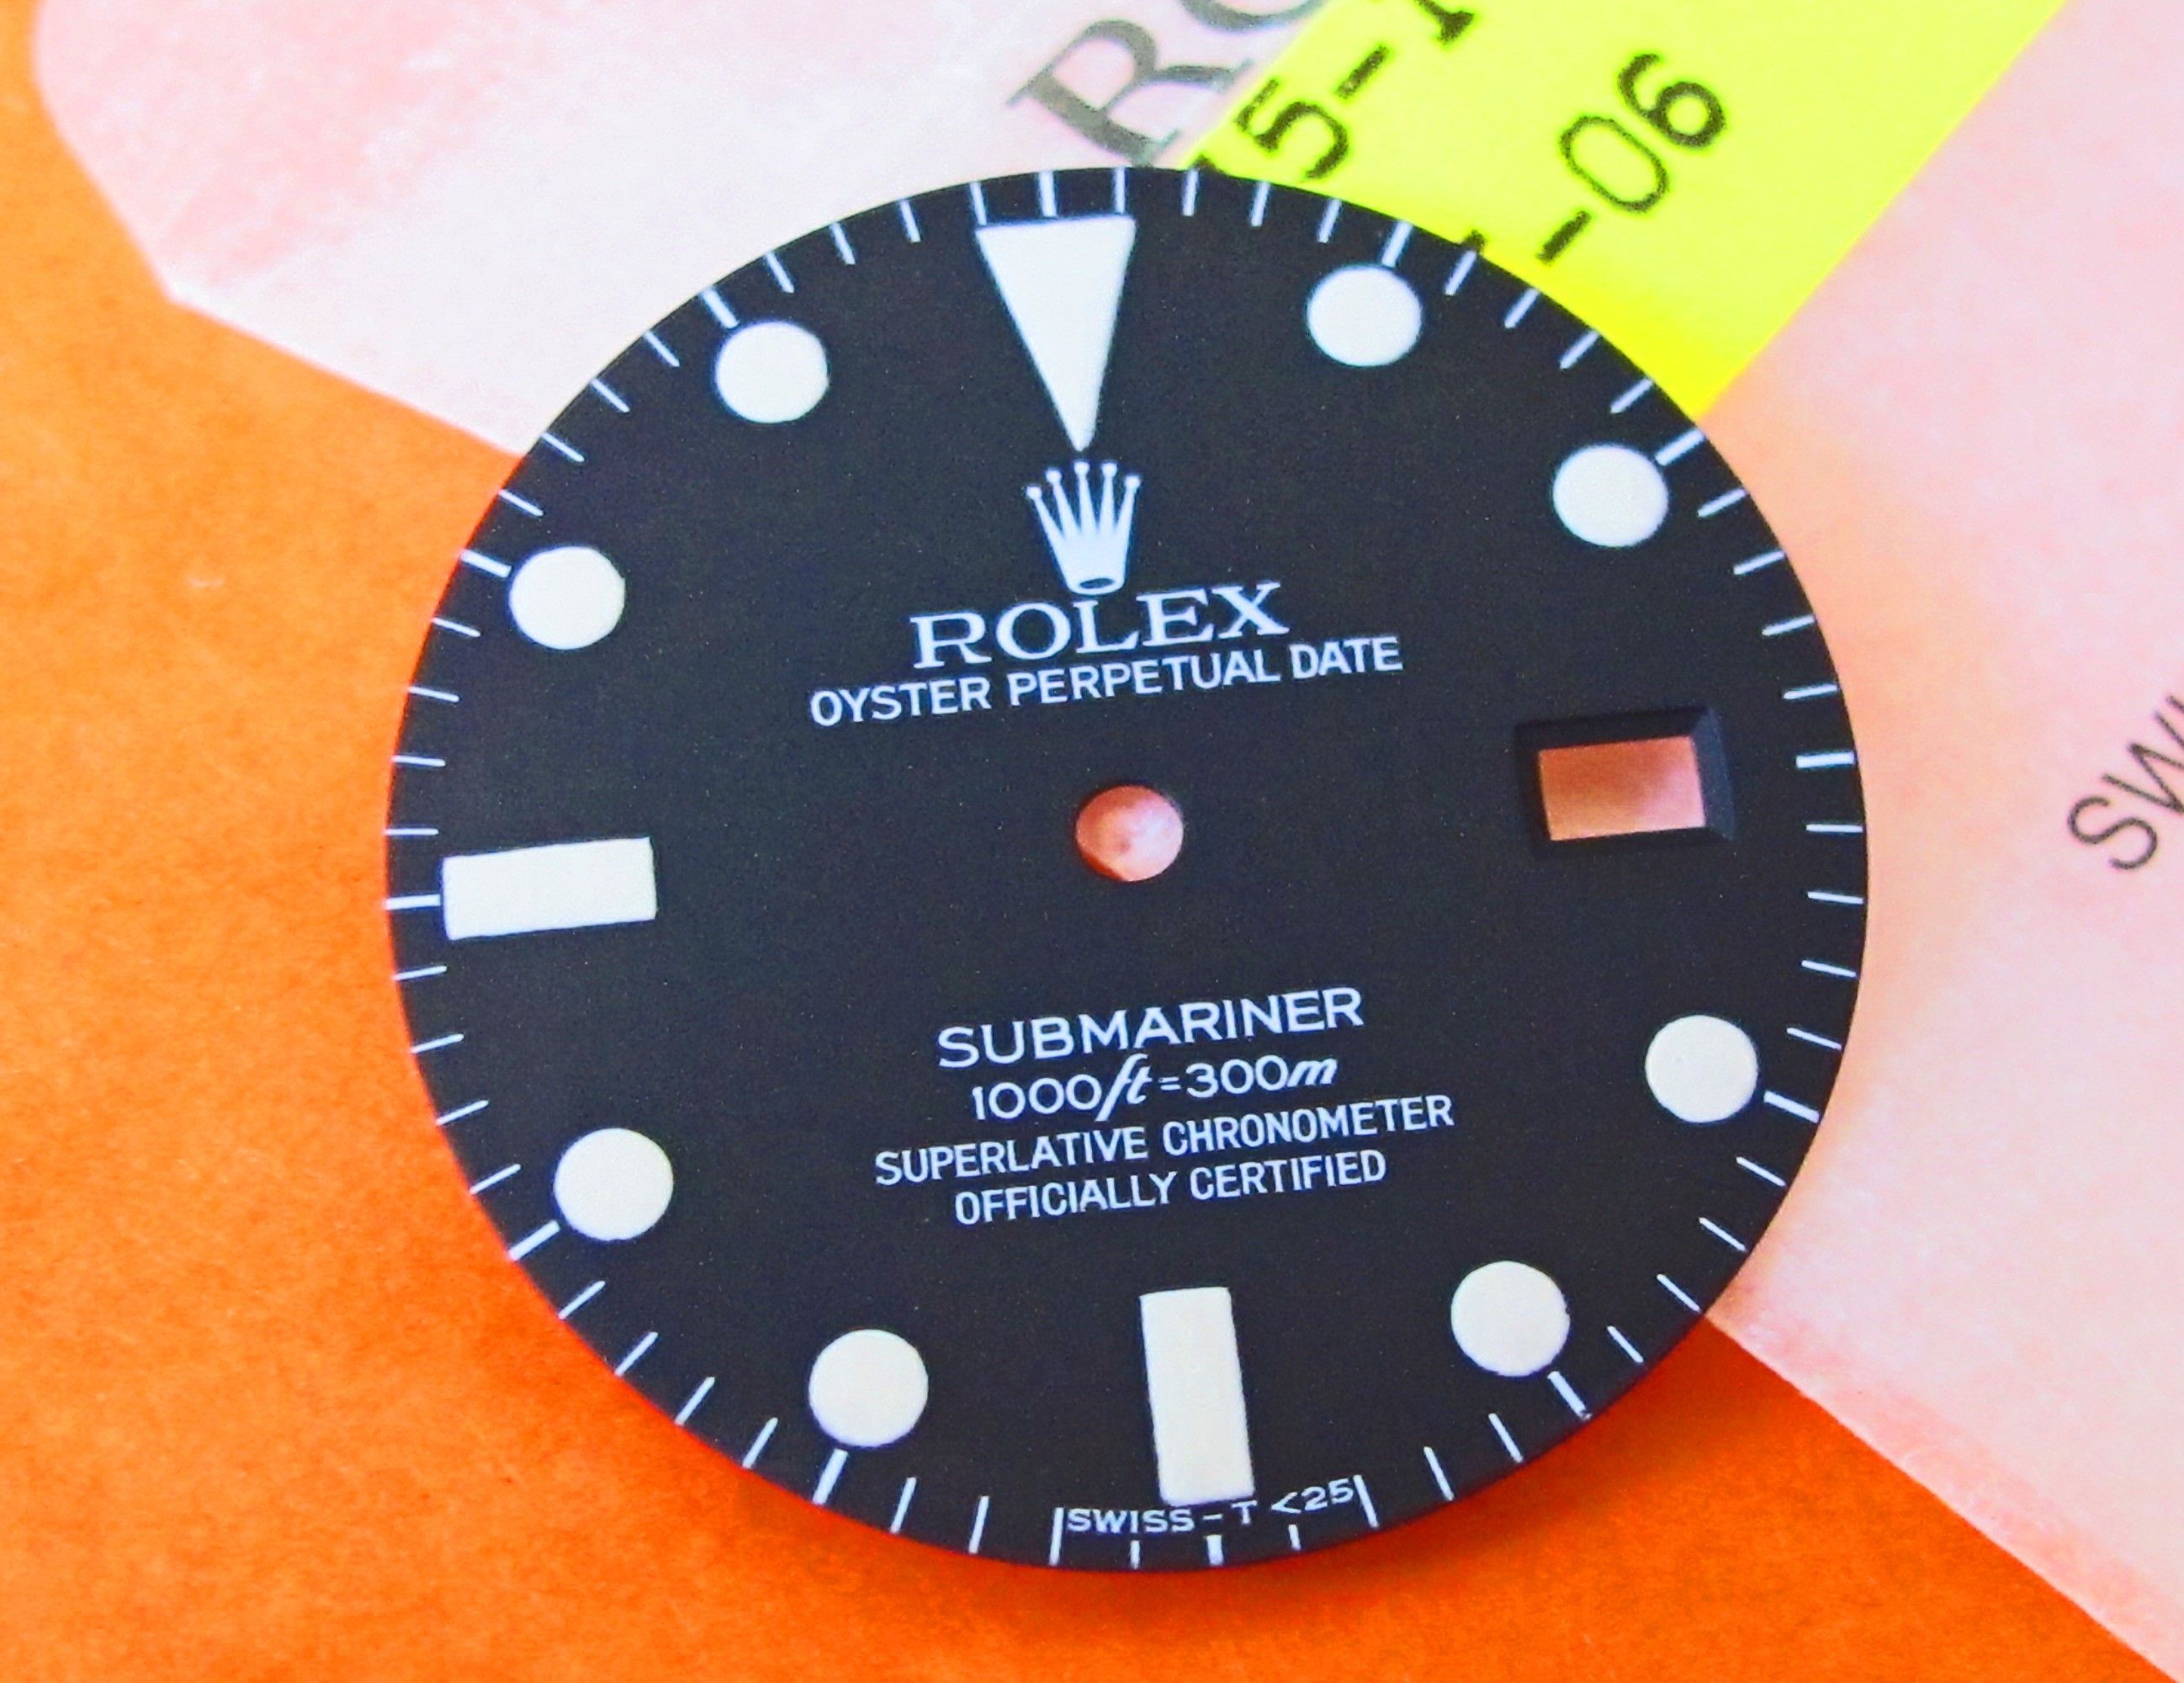 -06
ROLEX
OYSTER PERPETUAL DATE
SUBMARINER
1000ft=300m
SUPERLATIVE CHRONOMETER
OFFICIALLY CERTIFIED
SWISS - T <25